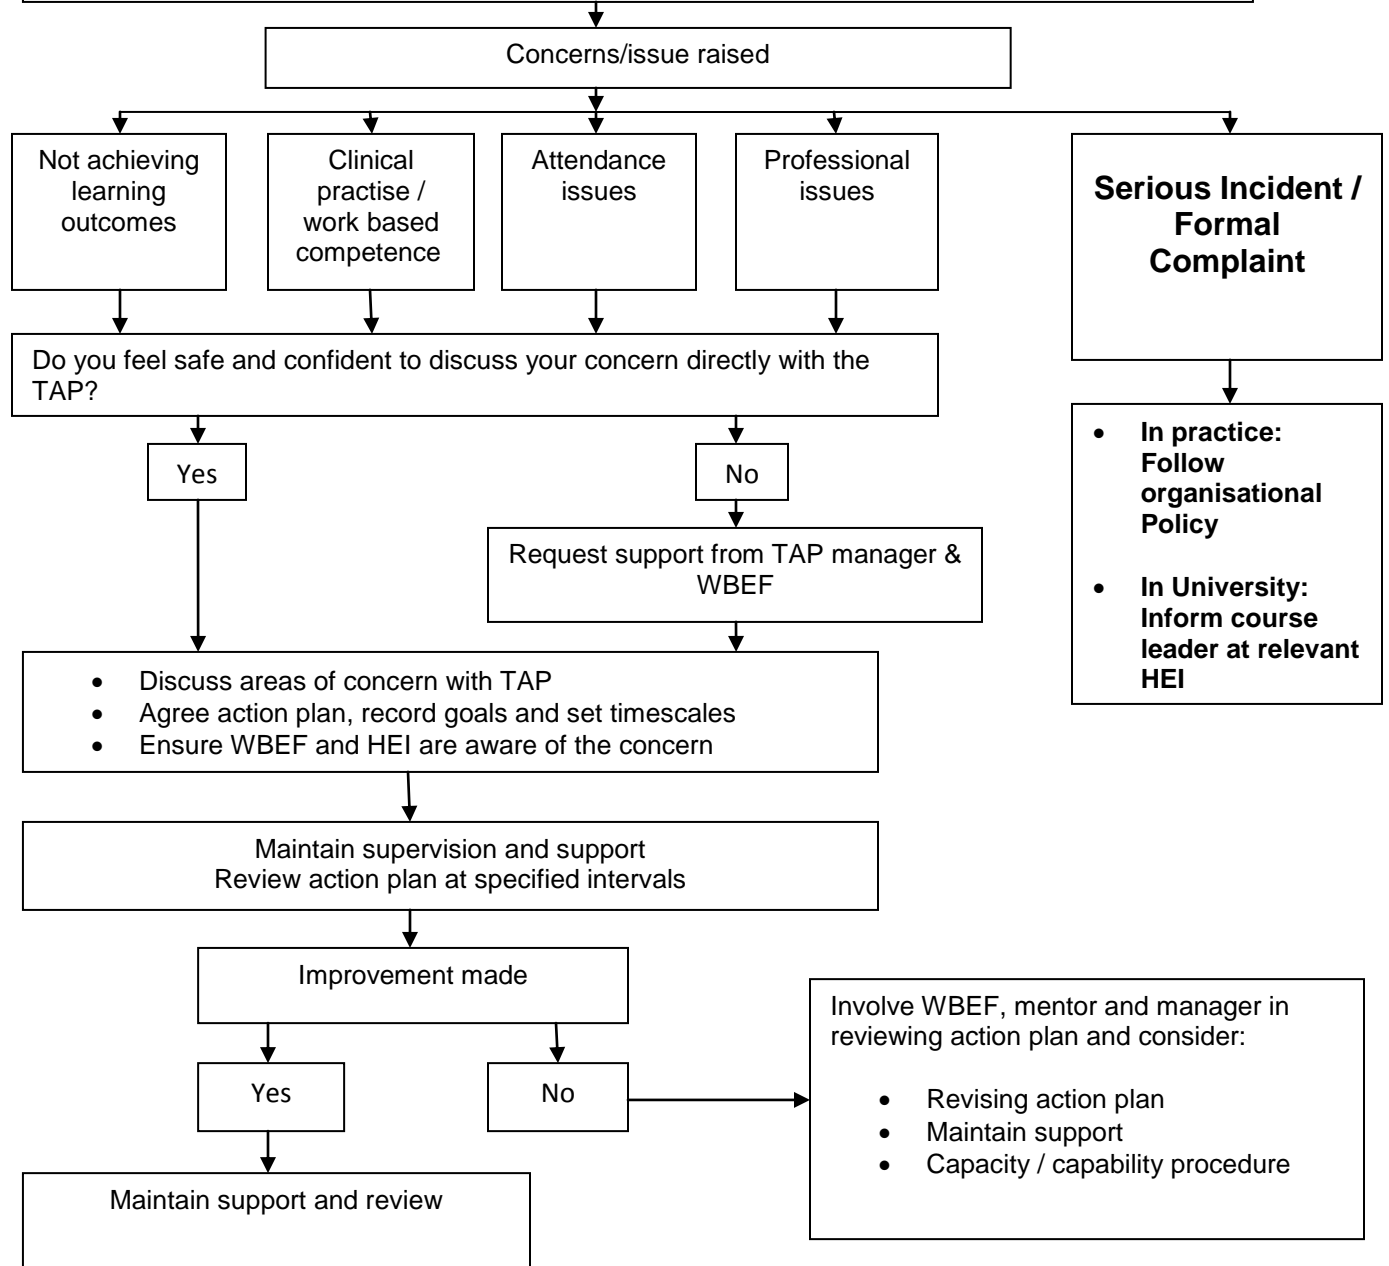 Concerns/issue raised
Not achieving
learning
outcomes
Clinical
practise /
work based
competence
Attendance
issues
Professional
issues
Serious Incident /
Formal
Complaint
Do you feel safe and confident to discuss your concern directly with the
TAP?
Yes
No
• In practice:
Follow
organisational
Policy
• In University:
Inform course
leader at relevant
HEI
Request support from TAP manager &
WBEF
• Discuss areas of concern with TAP
• Agree action plan, record goals and set timescales
• Ensure WBEF and HEI are aware of the concern
Maintain supervision and support
Review action plan at specified intervals
Improvement made
Yes
No
Involve WBEF, mentor and manager in
reviewing action plan and consider:
• Revising action plan
• Maintain support
• Capacity / capability procedure
Maintain support and review